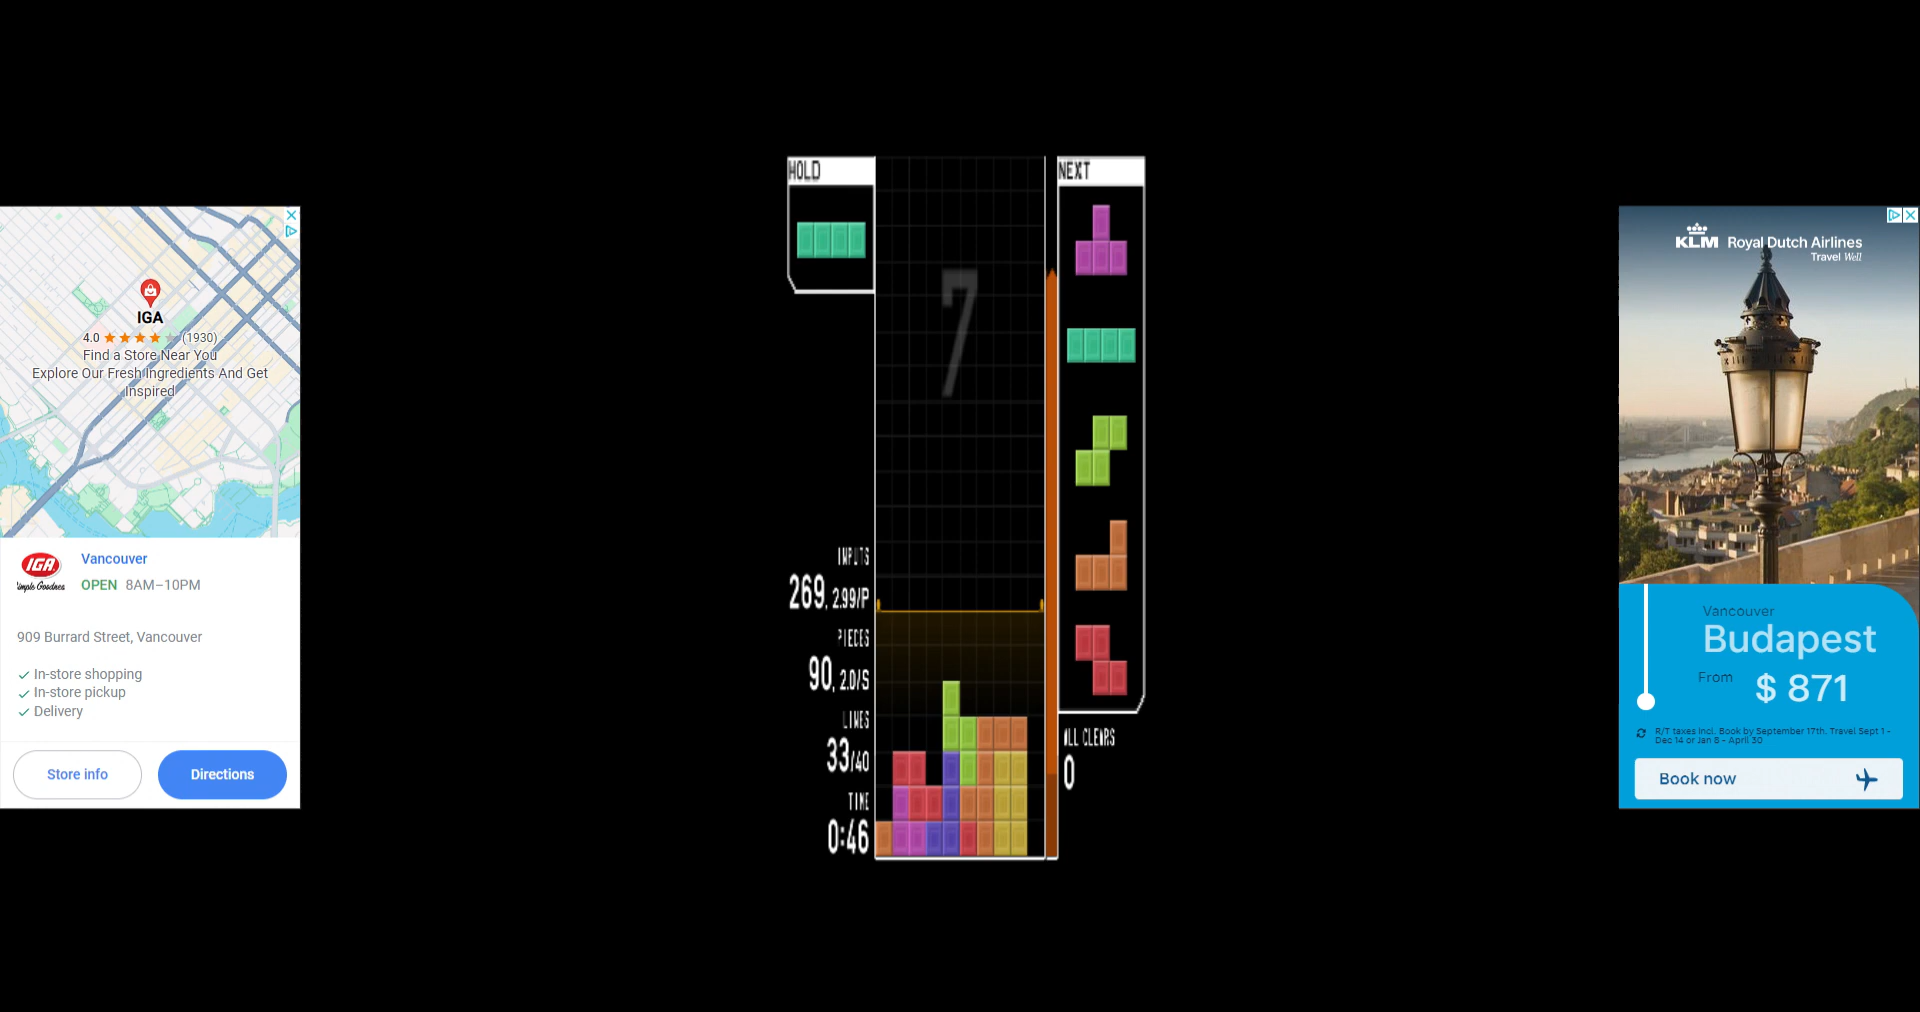 IGA
4.0 (1930)
Find a Store Near You
Explore Our Fresh Ingredients And Get
Inspired
IGA
Simple Goodness
Vancouver
OPEN 8AM–10PM
909 Burrard Street, Vancouver
In-store shopping
In-store pickup
Delivery
Store info
Directions
HOLD
NEXT
7
INPUTS
269, 2.99/P
PIECES
90, 2.0/S
LINES
33/40
TIME
0:46
ALL CLEARS
0
KLM Royal Dutch Airlines
Travel Well
Vancouver
Budapest
From $ 871
R/T taxes incl. Book by September 17th. Travel Sept 1 -
Dec 14 or Jan 8 - April 30
Book now